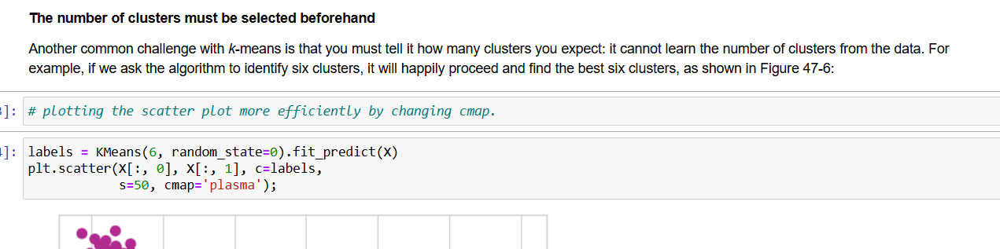 The number of clusters must be selected beforehand
Another common challenge with k-means is that you must tell it how many clusters you expect: it cannot learn the number of clusters from the data. For
example, if we ask the algorithm to identify six clusters, it will happily proceed and find the best six clusters, as shown in Figure 47-6:
]: # plotting the scatter plot more efficiently by changing cmap.
]: labels = KMeans(6, random_state=0).fit_predict(X)
plt.scatter(X[:, 0], X[:, 1], c=labels,
s=50, cmap='plasma');